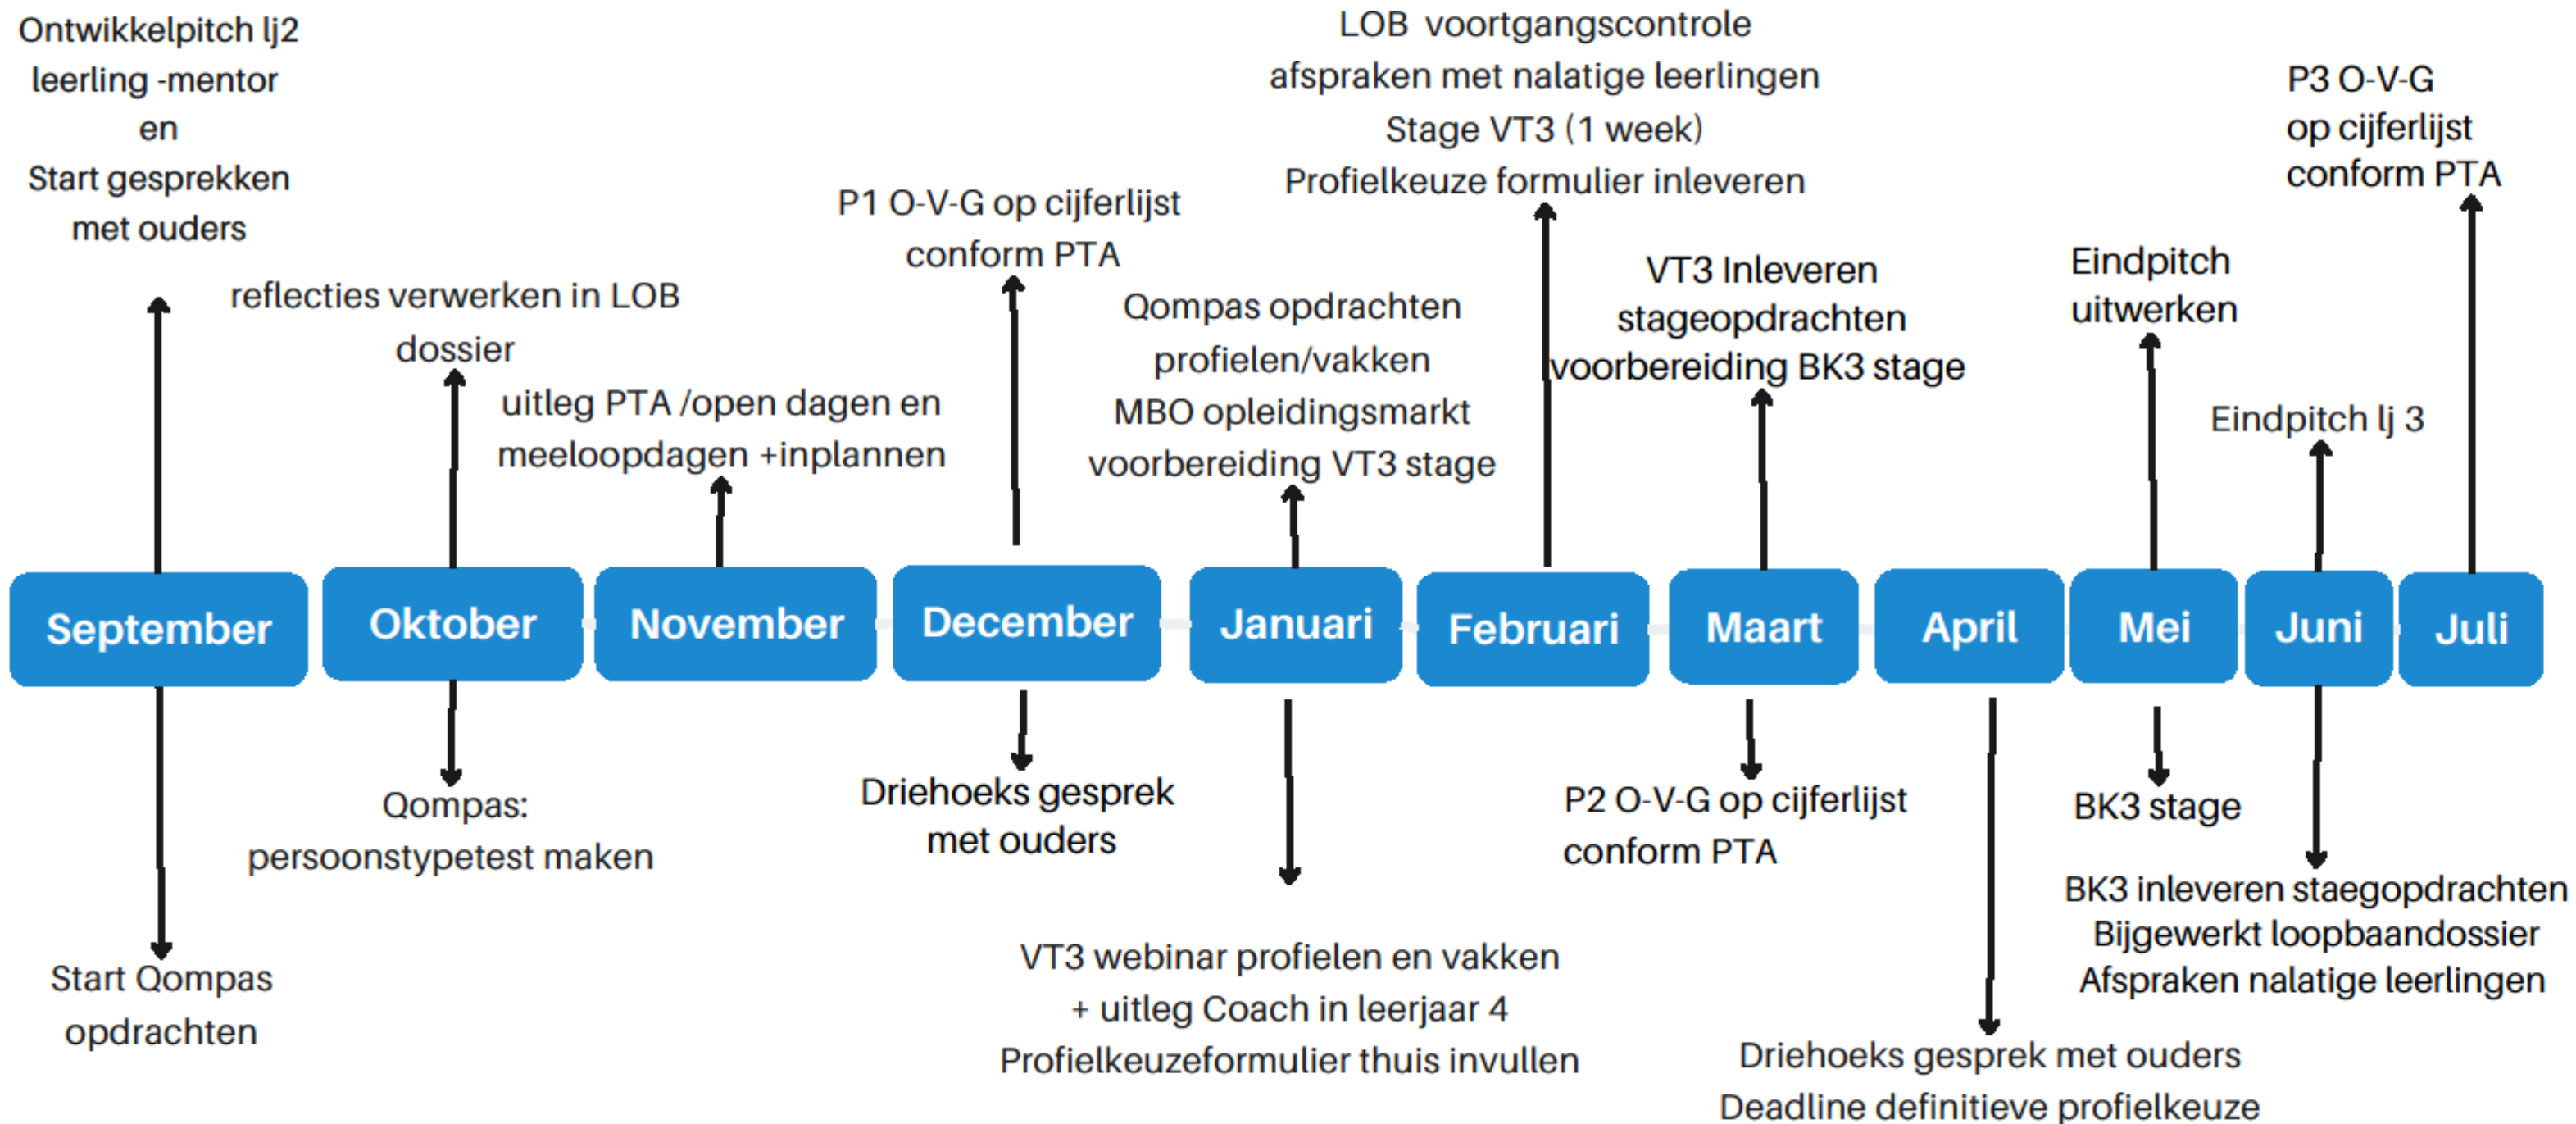 Ontwikkelpitch lj2
leerling -mentor
en
Start gesprekken
met ouders
reflecties verwerken in LOB
dossier
uitleg PTA /open dagen en
meeloopdagen +inplannen
P1 O-V-G op cijferlijst
conform PTA
Qompas opdrachten
profielen/vakken
MBO opleidingsmarkt
voorbereiding VT3 stage
LOB voortgangscontrole
afspraken met nalatige leerlingen
Stage VT3 (1 week)
Profielkeuze formulier inleveren
VT3 Inleveren
stageopdrachten
voorbereiding BK3 stage
Eindpitch
uitwerken
Eindpitch lj 3
P3 O-V-G
op cijferlijst
conform PTA
September
Oktober
November
December
Januari
Februari
Maart
April
Mei
Juni
Juli
Start Qompas
opdrachten
Qompas:
persoonstypetest maken
Driehoeks gesprek
met ouders
VT3 webinar profielen en vakken
+ uitleg Coach in leerjaar 4
Profielkeuzeformulier thuis invullen
P2 O-V-G op cijferlijst
conform PTA
Driehoeks gesprek met ouders
Deadline definitieve profielkeuze
BK3 stage
BK3 inleveren staegopdrachten
Bijgewerkt loopbaandossier
Afspraken nalatige leerlingen